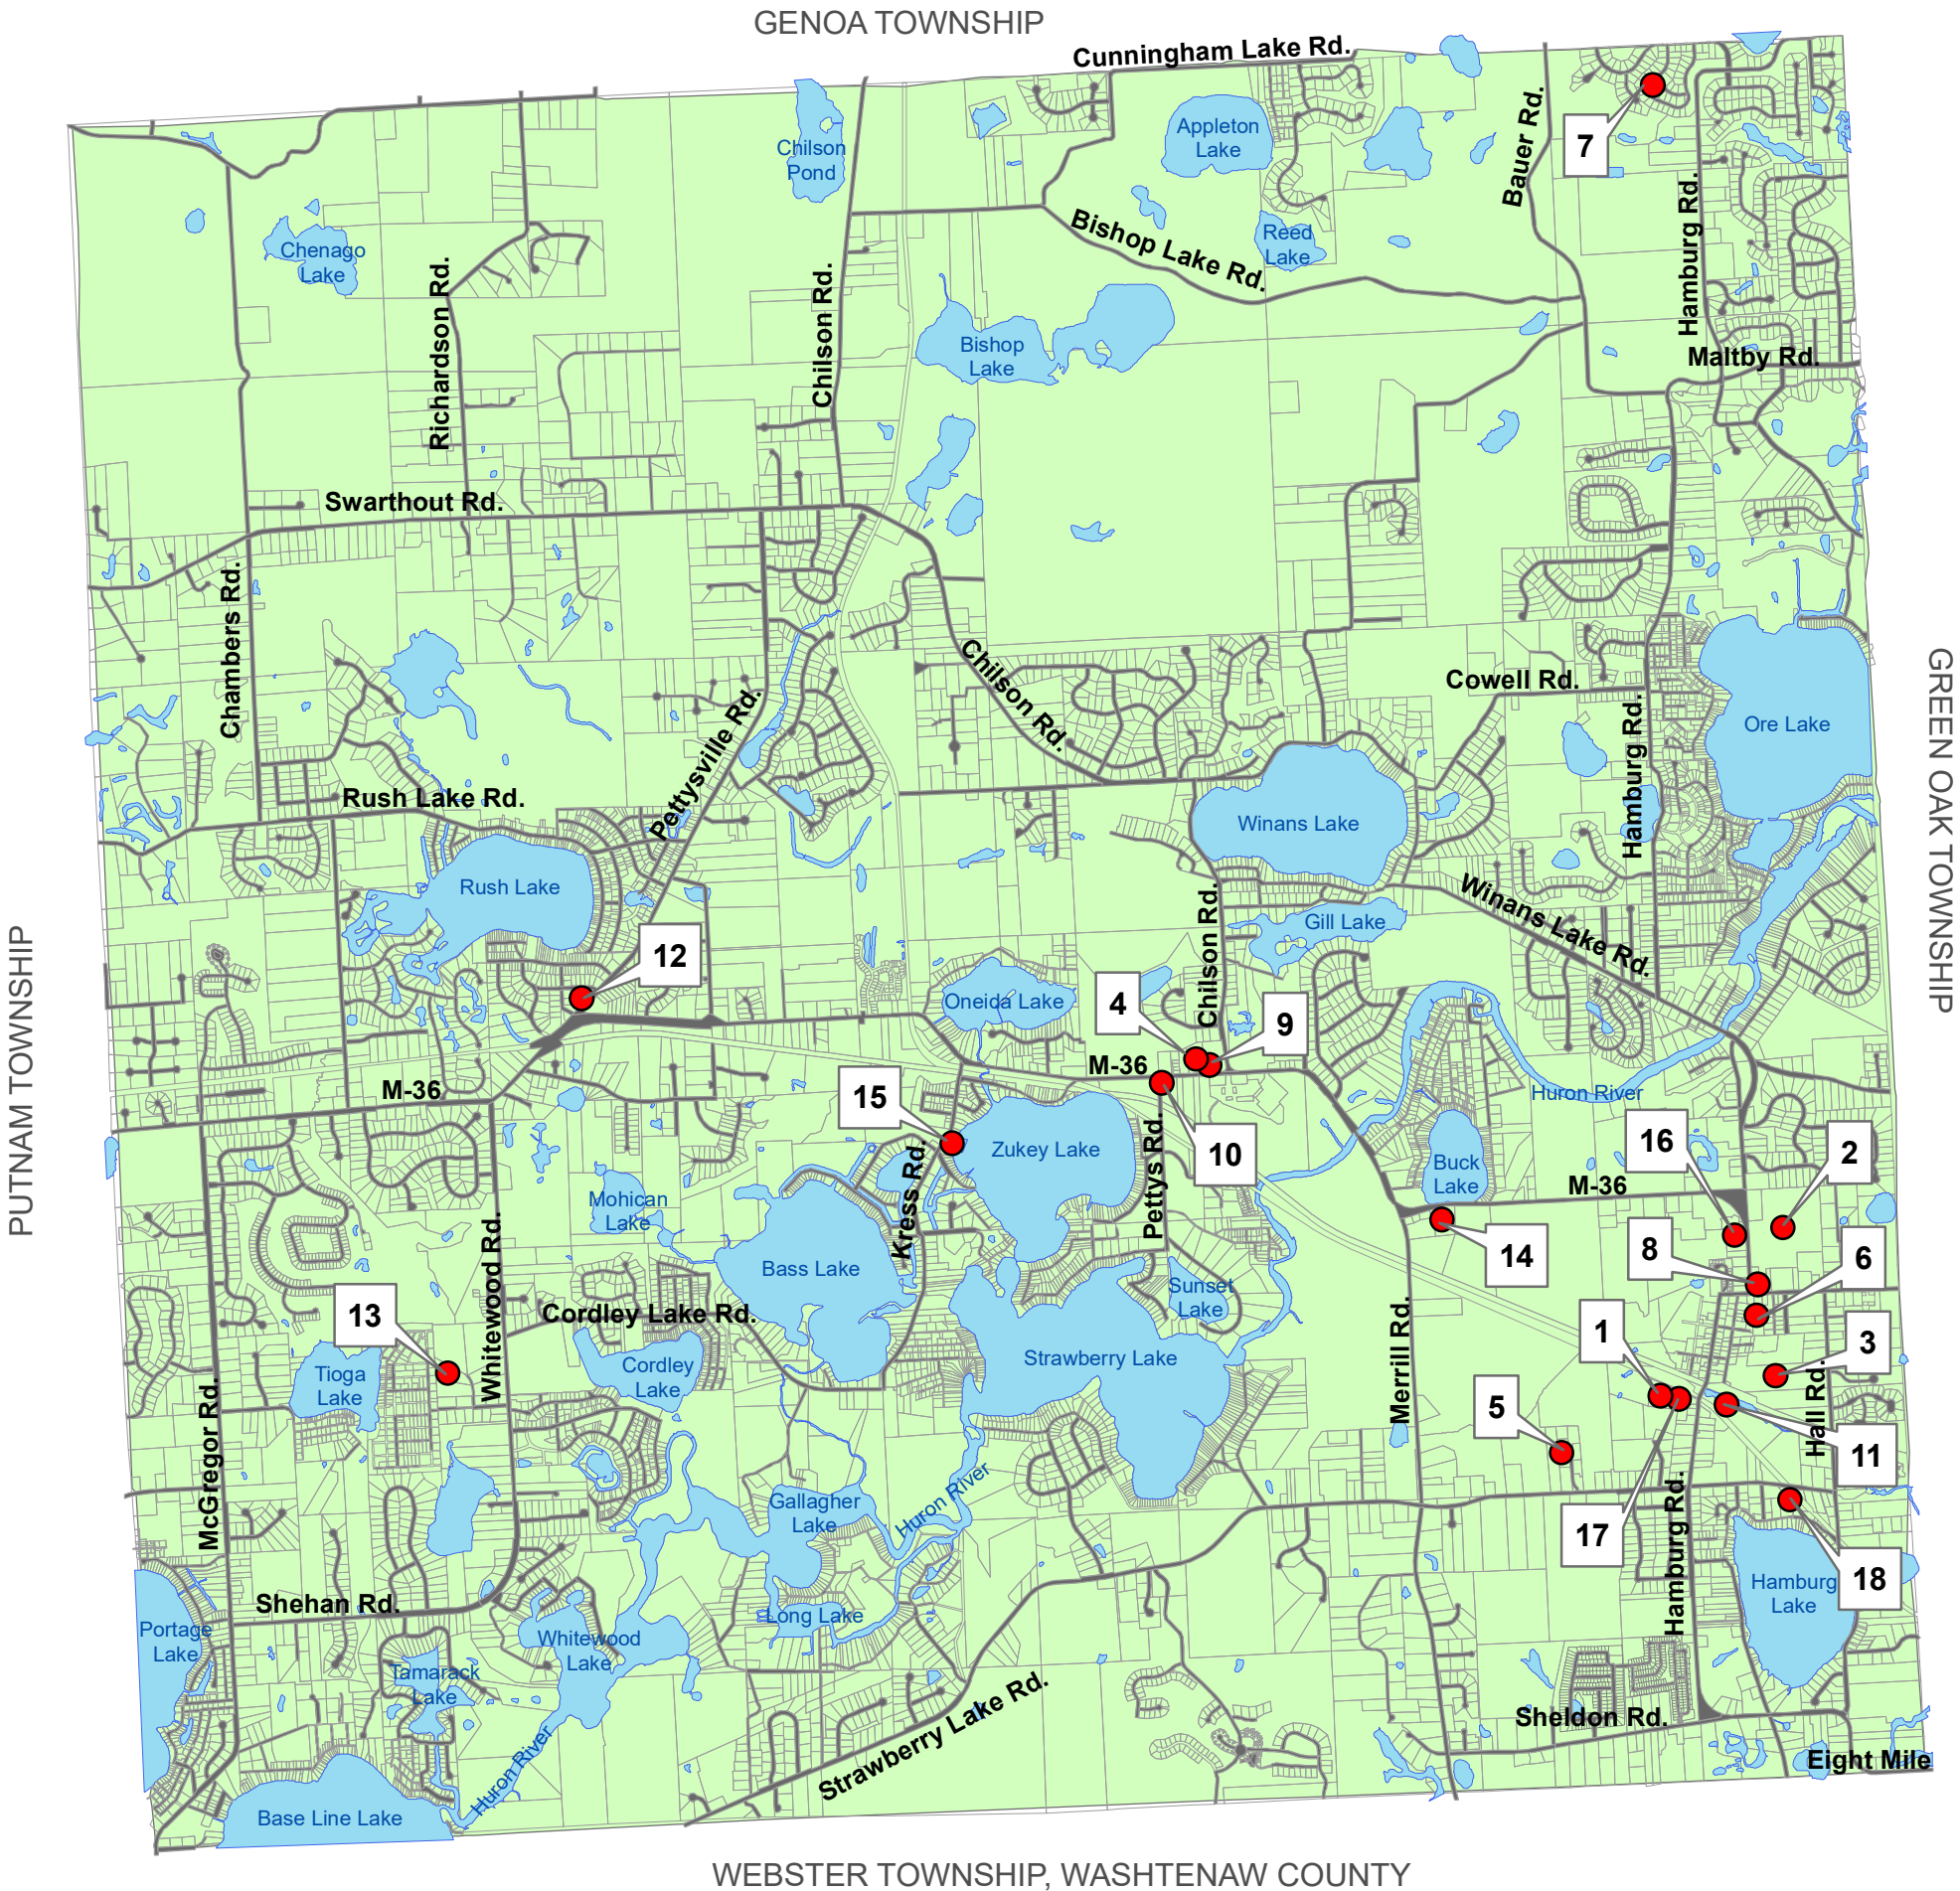 GENOA TOWNSHIP
Cunningham Lake Rd.
7
Appleton
Lake
Chilson
Pond
Bauer Rd.
Hamburg Rd.
Bishop Lake Rd.
Reed
Lake
Chenago
Lake
Richardson Rd.
Chilson Rd.
Bishop
Lake
Maltby Rd.
Swarthout Rd.
Chambers Rd.
Chilson Rd.
Cowell Rd.
Hamburg Rd.
Ore Lake
GREEN OAK TOWNSHIP
Pettysville Rd.
Rush Lake Rd.
Winans Lake
Rush Lake
Winans Lake Rd.
Gill Lake
Chilson Rd.
PUTNAM TOWNSHIP
12
Oneida Lake
4
9
M-36
M-36
15
Huron River
Zukey Lake
Pettys Rd.
10
Buck
Lake
16
2
M-36
Mohican
Lake
Kress Rd.
Whitewood Rd.
14
8
6
Bass Lake
Sunset
Lake
13
Cordley Lake Rd.
1
3
Tioga
Lake
Cordley
Lake
Strawberry Lake
Merrill Rd.
5
Hall Rd.
11
McGregor Rd.
Gallagher
Lake
Huron River
17
Hamburg Rd.
Hamburg
Lake
18
Shehan Rd.
Long Lake
Portage
Lake
Whitewood
Lake
Tamarack
Lake
Strawberry Lake Rd.
Sheldon Rd.
Eight Mile
Huron River
Base Line Lake
WEBSTER TOWNSHIP, WASHTENAW COUNTY